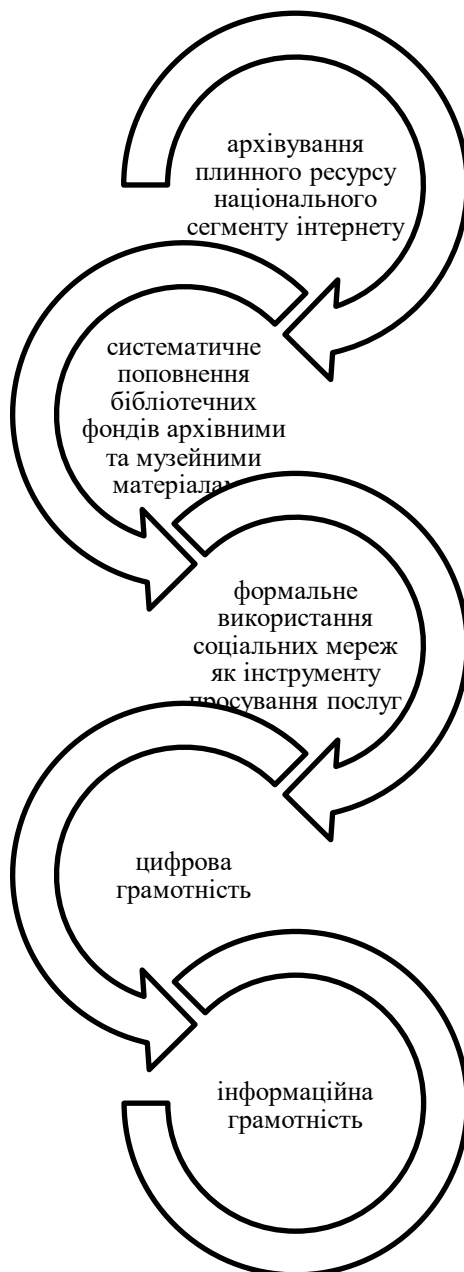 архівування
плинного ресурсу
національного
сегменту інтернету
систематичне
поповнення
бібліотечних
фондів архівними
та музейними
матеріалами
формальне
використання
соціальних мереж
як інструменту
просування послуг
цифрова
грамотність
інформаційна
грамотність